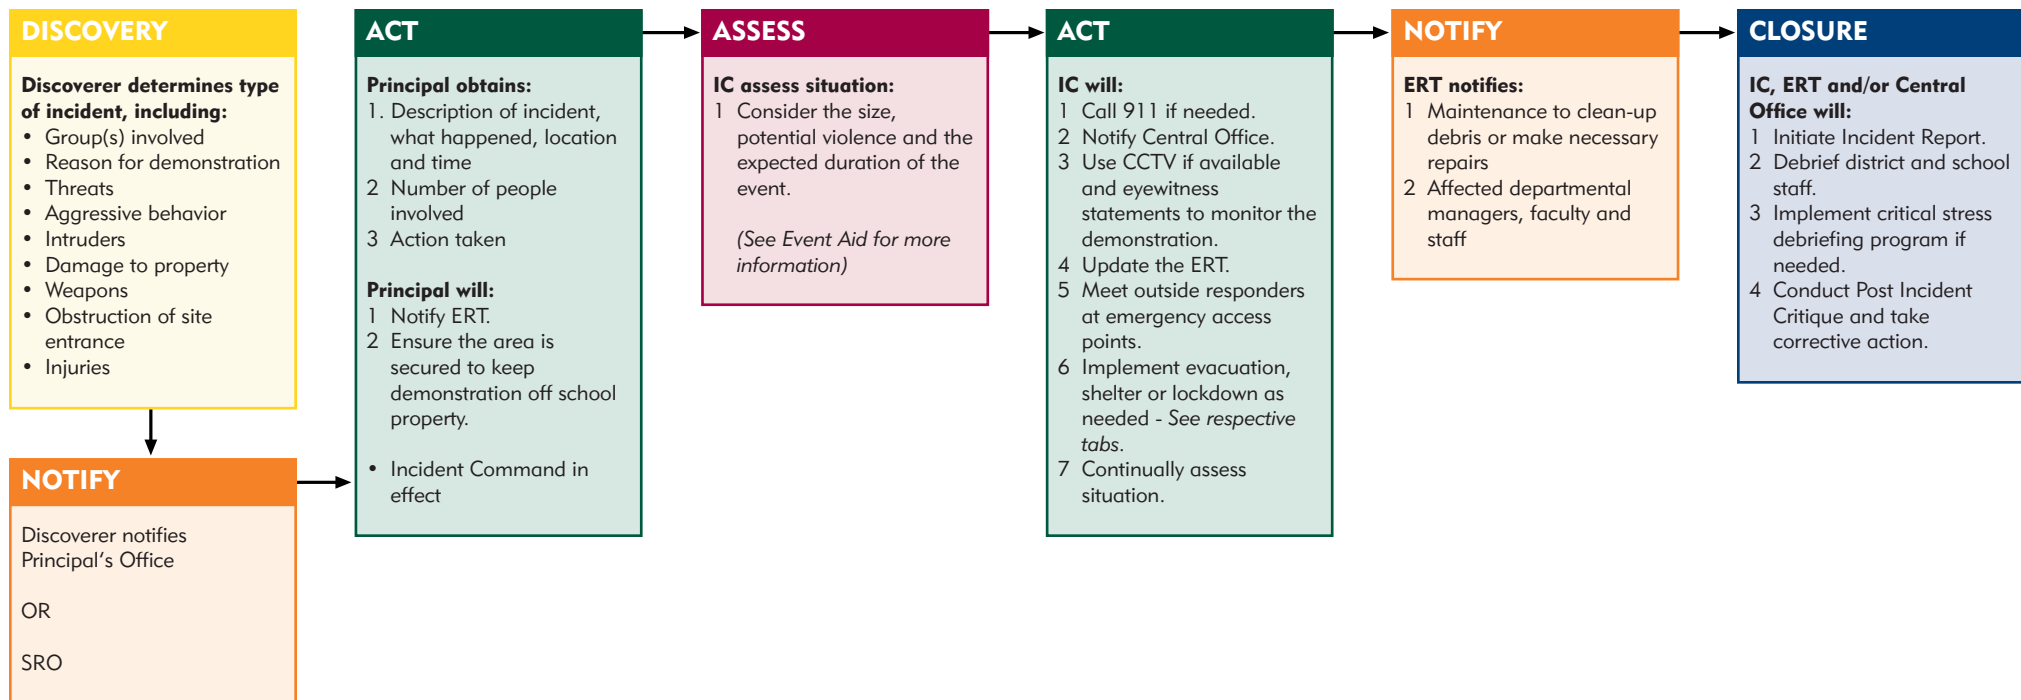 DISCOVERY
Discoverer determines type
of incident, including:
• Group(s) involved
• Reason for demonstration
• Threats
• Aggressive behavior
• Intruders
• Damage to property
• Weapons
• Obstruction of site
entrance
• Injuries
NOTIFY
Discoverer notifies
Principal’s Office
OR
SRO
ACT
Principal obtains:
1. Description of incident,
what happened, location
and time
2 Number of people
involved
3 Action taken
Principal will:
1 Notify ERT.
2 Ensure the area is
secured to keep
demonstration off school
property.
• Incident Command in
effect
ASSESS
IC assess situation:
1 Consider the size,
potential violence and the
expected duration of the
event.
(See Event Aid for more
information)
ACT
IC will:
1 Call 911 if needed.
2 Notify Central Office.
3 Use CCTV if available
and eyewitness
statements to monitor the
demonstration.
4 Update the ERT.
5 Meet outside responders
at emergency access
points.
6 Implement evacuation,
shelter or lockdown as
needed - See respective
tabs.
7 Continually assess
situation.
NOTIFY
ERT notifies:
1 Maintenance to clean-up
debris or make necessary
repairs
2 Affected departmental
managers, faculty and
staff
CLOSURE
IC, ERT and/or Central
Office will:
1 Initiate Incident Report.
2 Debrief district and school
staff.
3 Implement critical stress
debriefing program if
needed.
4 Conduct Post Incident
Critique and take
corrective action.